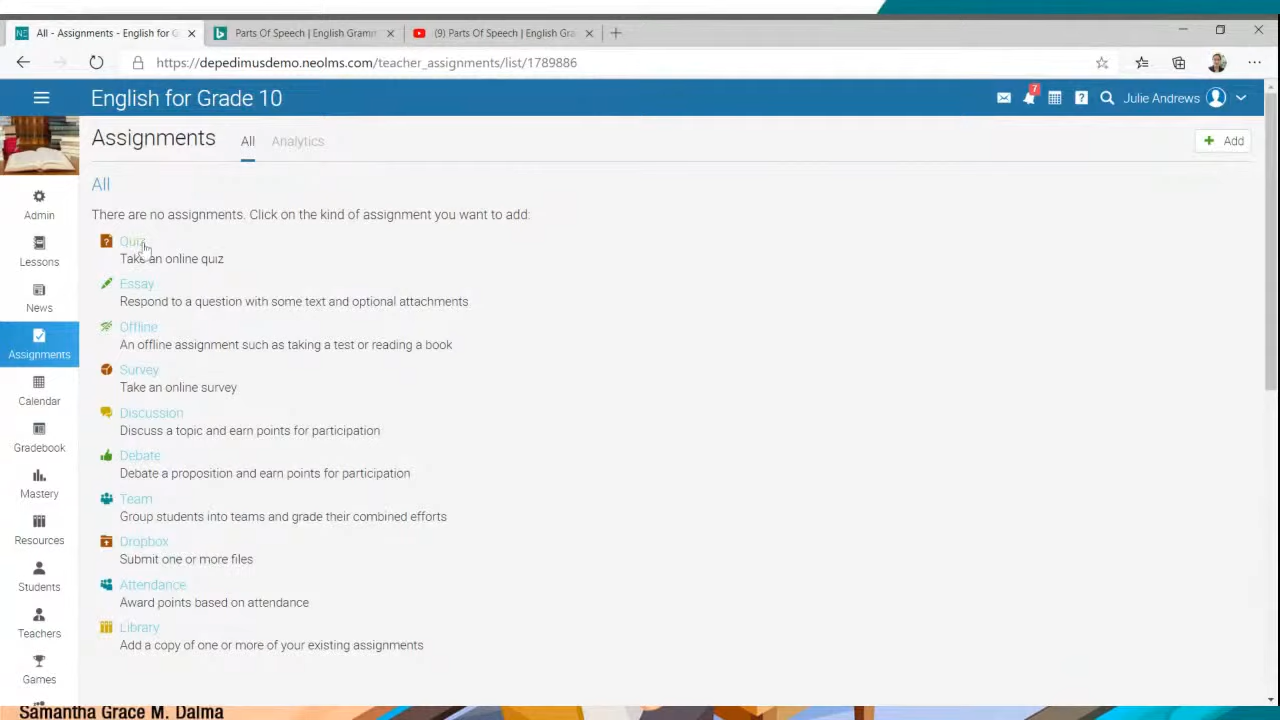 All - Assignments - English for G
Parts Of Speech | English Gramm
(9) Parts Of Speech | English Gra
https://depedimusdemo.neolms.com/teacher_assignments/list/1789886
English for Grade 10
7
Julie Andrews
Assignments
All
Analytics
Add
All
There are no assignments. Click on the kind of assignment you want to add:
Quiz
Take an online quiz
Essay
Respond to a question with some text and optional attachments
Offline
An offline assignment such as taking a test or reading a book
Survey
Take an online survey
Discussion
Discuss a topic and earn points for participation
Debate
Debate a proposition and earn points for participation
Team
Group students into teams and grade their combined efforts
Dropbox
Submit one or more files
Attendance
Award points based on attendance
Library
Add a copy of one or more of your existing assignments
Admin
Lessons
News
Assignments
Calendar
Gradebook
Mastery
Resources
Students
Teachers
Games
Samantha Grace M. Dalma